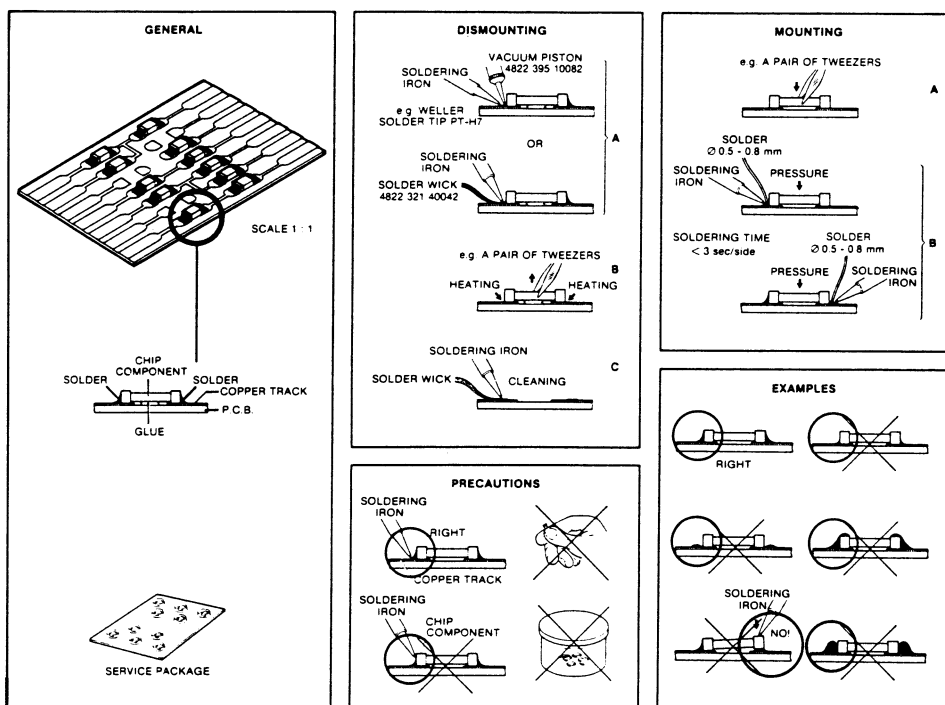 GENERAL
SCALE 1 : 1
CHIP
COMPONENT
SOLDER
SOLDER
COPPER TRACK
P.C.B.
GLUE
SERVICE PACKAGE
DISMOUNTING
VACUUM PISTON
4822 395 10082
SOLDERING
IRON
e.g. WELLER
SOLDER TIP PT-H7
A
OR
SOLDERING
IRON
SOLDER WICK
4822 321 40042
B
e.g. A PAIR OF TWEEZERS
HEATING
HEATING
C
SOLDERING IRON
SOLDER WICK
CLEANING
PRECAUTIONS
SOLDERING
IRON
RIGHT
COPPER TRACK
SOLDERING IRON
CHIP
COMPONENT
MOUNTING
e.g. A PAIR OF TWEEZERS
A
SOLDER
Ø 0.5 - 0.8 mm
SOLDERING
IRON
PRESSURE
B
SOLDERING TIME
< 3 sec/side
SOLDER
Ø 0.5 - 0.8 mm
PRESSURE
SOLDERING
IRON
EXAMPLES
RIGHT
SOLDERING
IRON
NO!